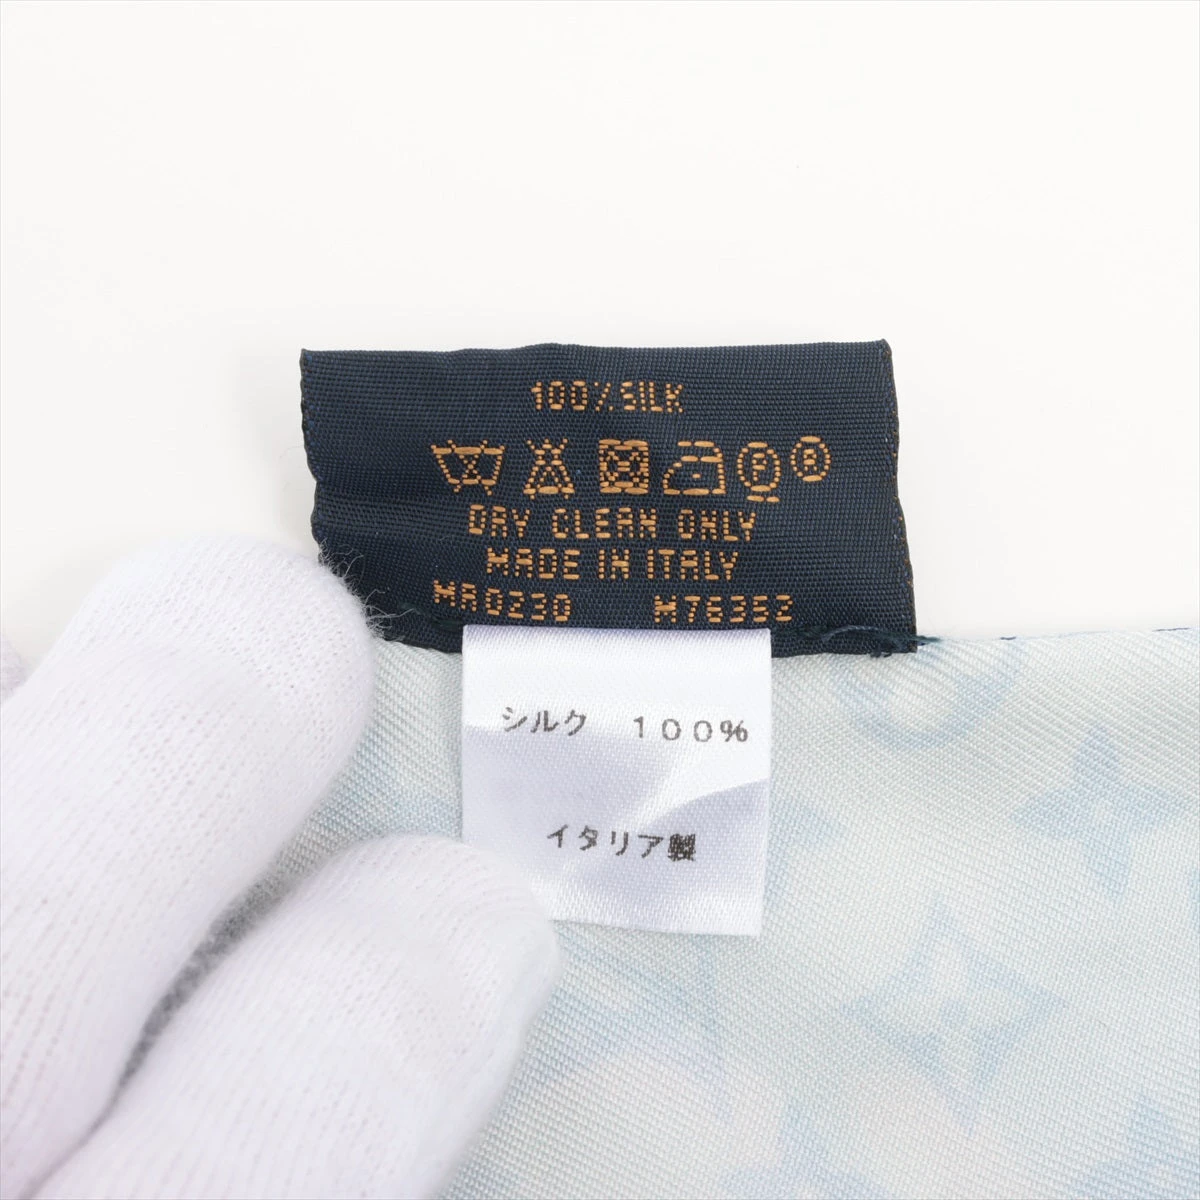 100% SILK
P R
DRY CLEAN ONLY
MADE IN ITALY
MA0230 M76352
シルク 100%
イタリア製